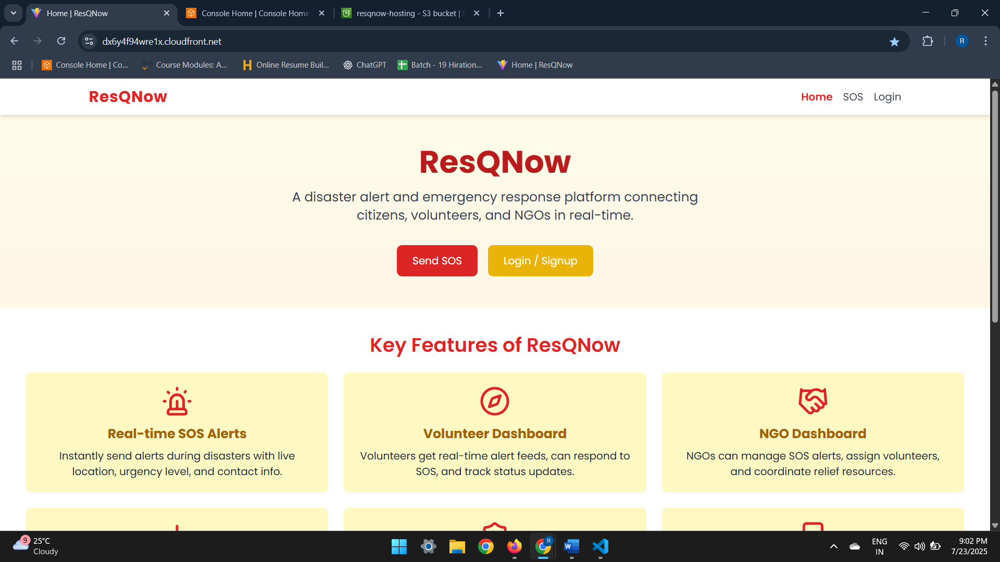 Home | ResQNow
Console Home | Console Home
resqnow-hosting - S3 bucket |
dx6y4f94wre1x.cloudfront.net
R
Console Home | Co...
Course Modules: A...
Online Resume Buil...
ChatGPT
Batch - 19 Hiration...
Home | ResQNow
ResQNow
Home
SOS
Login
ResQNow
A disaster alert and emergency response platform connecting
citizens, volunteers, and NGOs in real-time.
Send SOS
Login / Signup
Key Features of ResQNow
Real-time SOS Alerts
Instantly send alerts during disasters with live
location, urgency level, and contact info.
Volunteer Dashboard
Volunteers get real-time alert feeds, can respond to
SOS, and track status updates.
NGO Dashboard
NGOs can manage SOS alerts, assign volunteers,
and coordinate relief resources.
9
25°C
Cloudy
R
W
ENG
IN
9:02 PM
7/23/2025